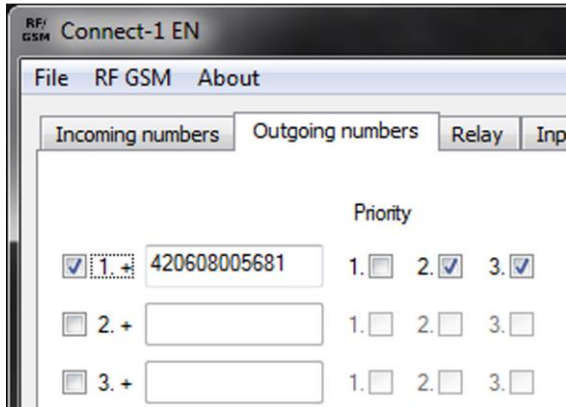 RF/GSM Connect-1 EN
File RF GSM About
Incoming numbers Outgoing numbers Relay Inp
Priority
1. + 420608005681 1. 2. 3.
2. + 1. 2. 3.
3. + 1. 2. 3.